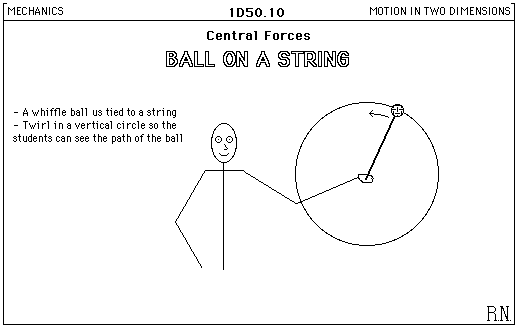 MECHANICS
1D50.10
MOTION IN TWO DIMENSIONS
Central Forces
BALL ON A STRING
- A whiffle ball us tied to a string
- Twirl in a vertical circle so the
students can see the path of the ball
R.N.